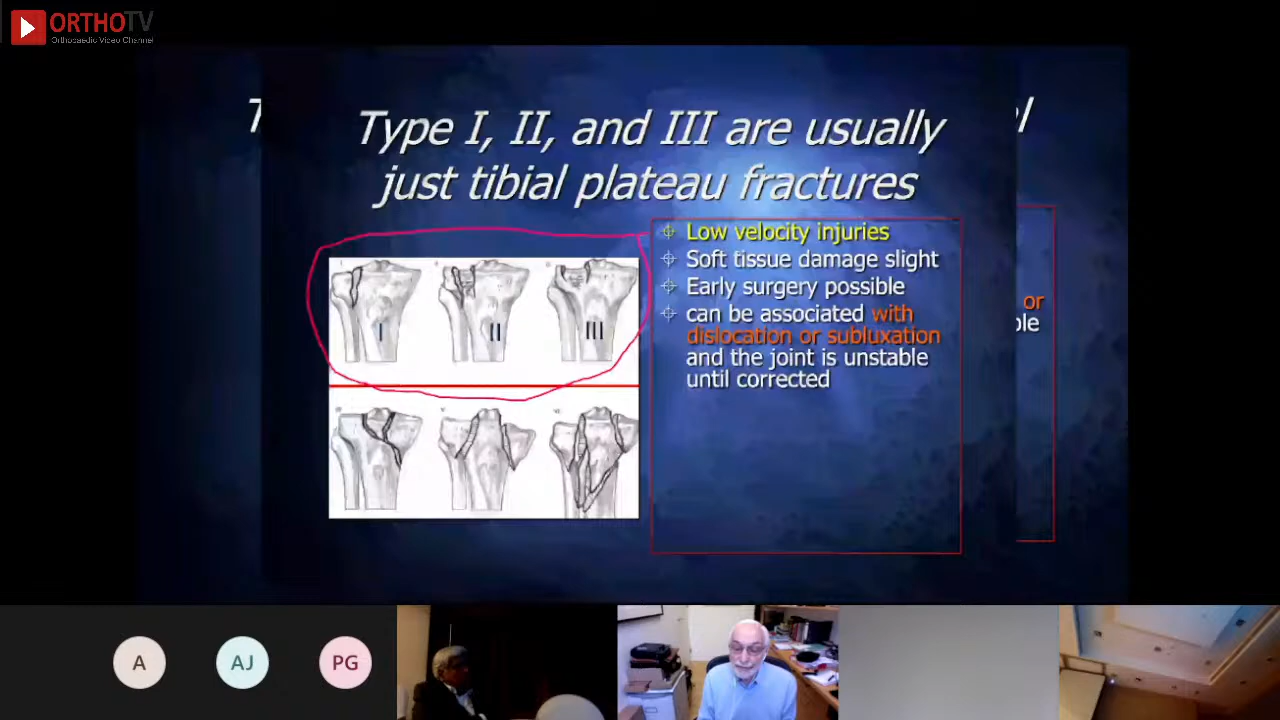 ORTHOTV
Orthopaedic Video Channel
Type I, II, and III are usually
just tibial plateau fractures
Low velocity injuries
Soft tissue damage slight
Early surgery possible
can be associated with
dislocation or subluxation
and the joint is unstable
until corrected
or
I
II
III
V
VI
A
AJ
PG